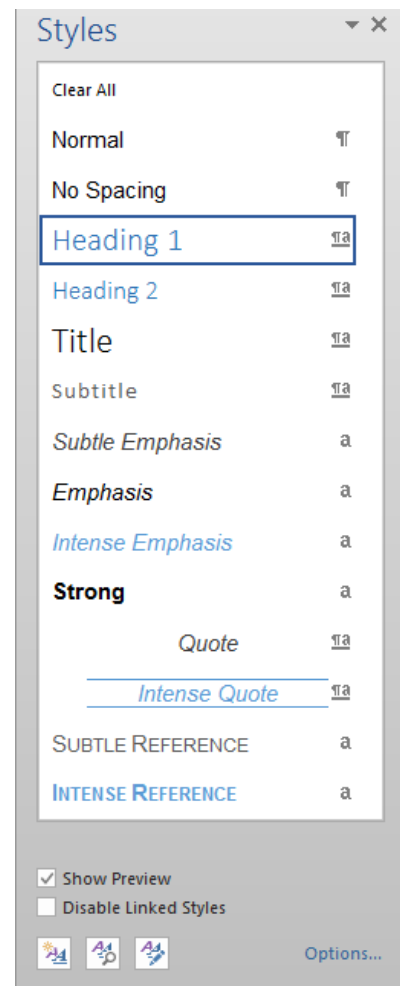 Styles
Clear All
Normal ¶
No Spacing ¶
Heading 1 ¶a
Heading 2 ¶a
Title ¶a
Subtitle ¶a
Subtle Emphasis a
Emphasis a
Intense Emphasis a
Strong a
Quote ¶a
Intense Quote ¶a
SUBTLE REFERENCE a
INTENSE REFERENCE a
Show Preview
Disable Linked Styles
Options...